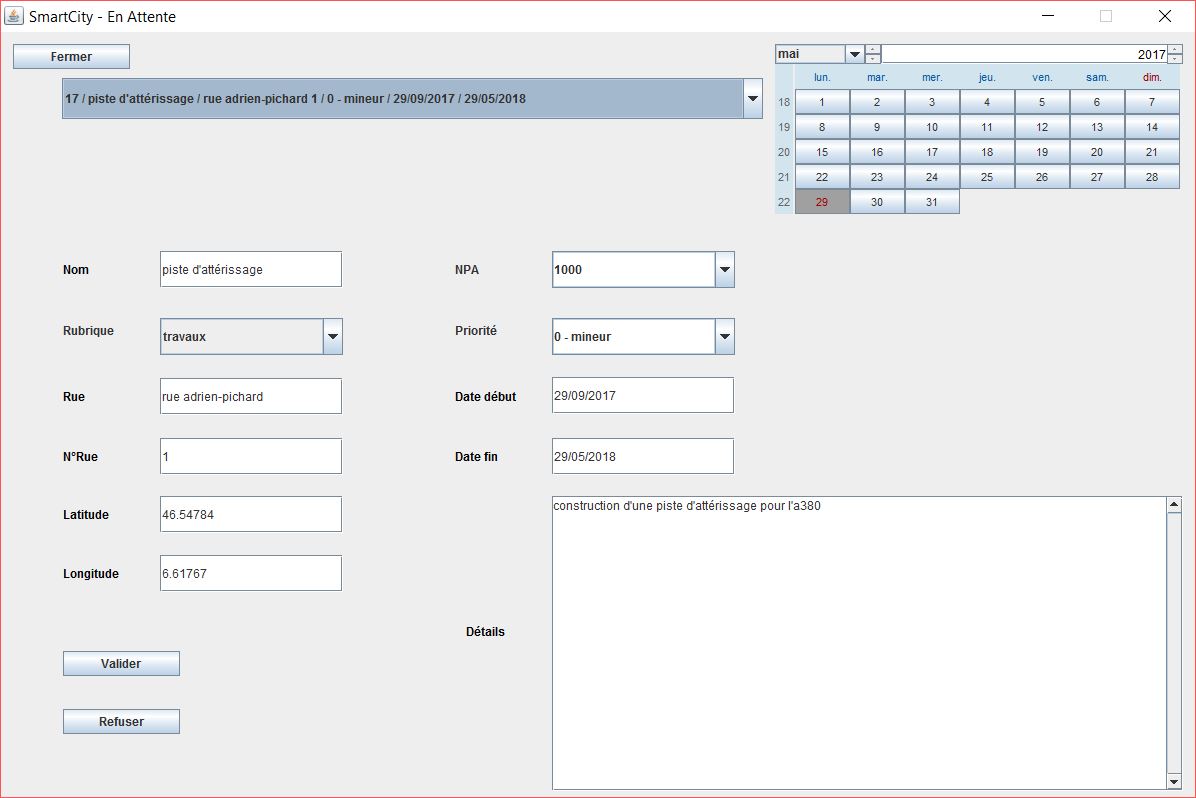 SmartCity - En Attente
Fermer
17 / piste d'attérissage / rue adrien-pichard 1 / 0 - mineur / 29/09/2017 / 29/05/2018
mai 2017
lun. mar. mer. jeu. ven. sam. dim.
18 1 2 3 4 5 6 7
19 8 9 10 11 12 13 14
20 15 16 17 18 19 20 21
21 22 23 24 25 26 27 28
22 29 30 31
Nom piste d'attérissage NPA 1000
Rubrique travaux Priorité 0 - mineur
Rue rue adrien-pichard Date début 29/09/2017
N°Rue 1 Date fin 29/05/2018
Latitude 46.54784
construction d'une piste d'attérissage pour l'a380
Longitude 6.61767
Détails
Valider
Refuser